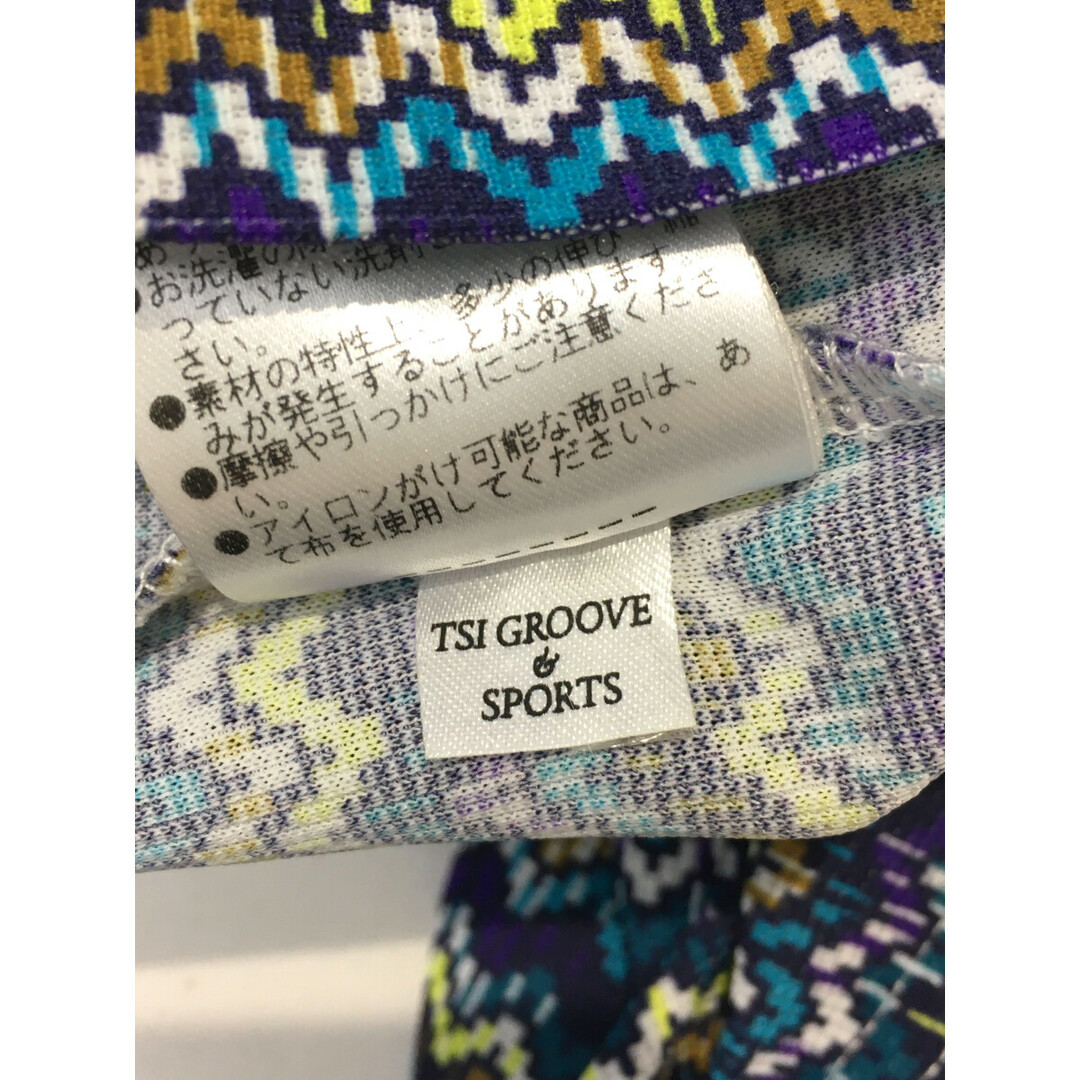 お洗濯の際
っていない洗剤
さい。
●素材の特性上、多少の伸び
みが発生することがあります
●摩擦や引っかけにご注意くださ
い。
●アイロンがけ可能な商品は、あ
て布を使用してください。
TSI GROOVE
&
SPORTS